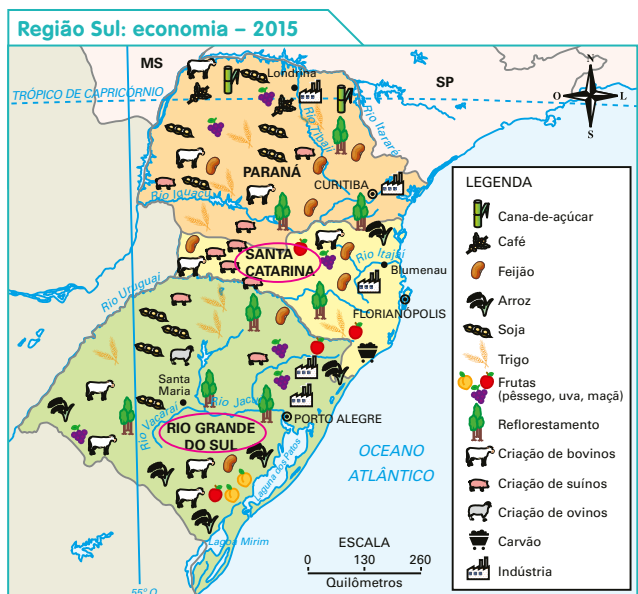 Região Sul: economia – 2015
MS
SP
Londrina
TRÓPICO DE CAPRICÓRNIO
Rio Tibaji
Rio Itararé
PARANÁ
CURITIBA
Rio Iguaçu
SANTA
CATARINA
Rio Itajaí
Blumenau
Rio Uruguai
FLORIANÓPOLIS
Santa
Maria
Rio Jacuí
Rio Vacaraí
PORTO ALEGRE
RIO GRANDE
DO SUL
Laguna dos Patos
Lagoa Mirim
OCEANO
ATLÂNTICO
55° O
N
O
L
S
ESCALA
0 130 260
Quilômetros
LEGENDA
Cana-de-açúcar
Café
Feijão
Arroz
Soja
Trigo
Frutas
(pêssego, uva, maçã)
Reflorestamento
Criação de bovinos
Criação de suínos
Criação de ovinos
Carvão
Indústria